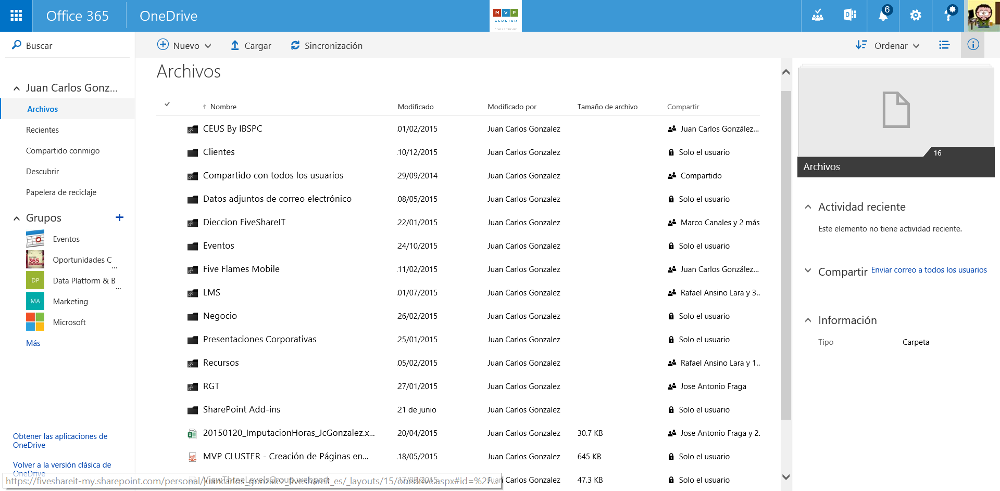 Office 365
OneDrive
M V P
CLUSTER
6
Buscar
Nuevo
Cargar
Sincronización
Ordenar
Juan Carlos Gonz...
Archivos
Recientes
Compartido conmigo
Descubrir
Papelera de reciclaje
Grupos
Eventos
365
Oportunidades C...
DP Data Platform & B...
MA Marketing
Microsoft
Más
Obtener las aplicaciones de
OneDrive
Volver a la versión clásica de
OneDrive
Archivos
Nombre Modificado Modificado por Tamaño de archivo Compartir
CEUS By IBSPC 01/02/2015 Juan Carlos Gonzalez Juan Carlos González...
Clientes 10/12/2015 Juan Carlos Gonzalez Solo el usuario
Compartido con todos los usuarios 29/09/2014 Juan Carlos Gonzalez Compartido
Datos adjuntos de correo electrónico 08/05/2015 Juan Carlos Gonzalez Solo el usuario
Dieccion FiveShareIT 22/01/2015 Juan Carlos Gonzalez Marco Canales y 2 más
Eventos 24/10/2015 Juan Carlos Gonzalez Solo el usuario
Five Flames Mobile 11/02/2015 Juan Carlos Gonzalez Juan Carlos González...
LMS 01/07/2015 Juan Carlos Gonzalez Rafael Ansino Lara y 3..
Negocio 26/02/2015 Juan Carlos Gonzalez Solo el usuario
Presentaciones Corporativas 25/01/2015 Juan Carlos Gonzalez Solo el usuario
Recursos 05/02/2015 Juan Carlos Gonzalez Rafael Ansino Lara y 1..
RGT 27/01/2015 Juan Carlos Gonzalez Jose Antonio Fraga
SharePoint Add-ins 21 de junio Juan Carlos Gonzalez Solo el usuario
20150120_ImputacionHoras_JcGonzalez.x... 20/04/2015 Juan Carlos Gonzalez 30.7 KB Jose Antonio Fraga y 2.
MVP CLUSTER - Creación de Páginas en... 18/05/2015 Juan Carlos Gonzalez 645 KB Solo el usuario
ViewThreeLevelsGroup.webpart 17/09/2015 Juan Carlos Gonzalez 47.3 KB Solo el usuario
https://fiveshareit-my.sharepoint.com/personal/juancarlos_gonzalez_fiveshareit_es/_layouts/15/onedrive.aspx#id=%2F...
16
Archivos
Actividad reciente
Este elemento no tiene actividad reciente.
Compartir Enviar correo a todos los usuarios
Información
Tipo Carpeta